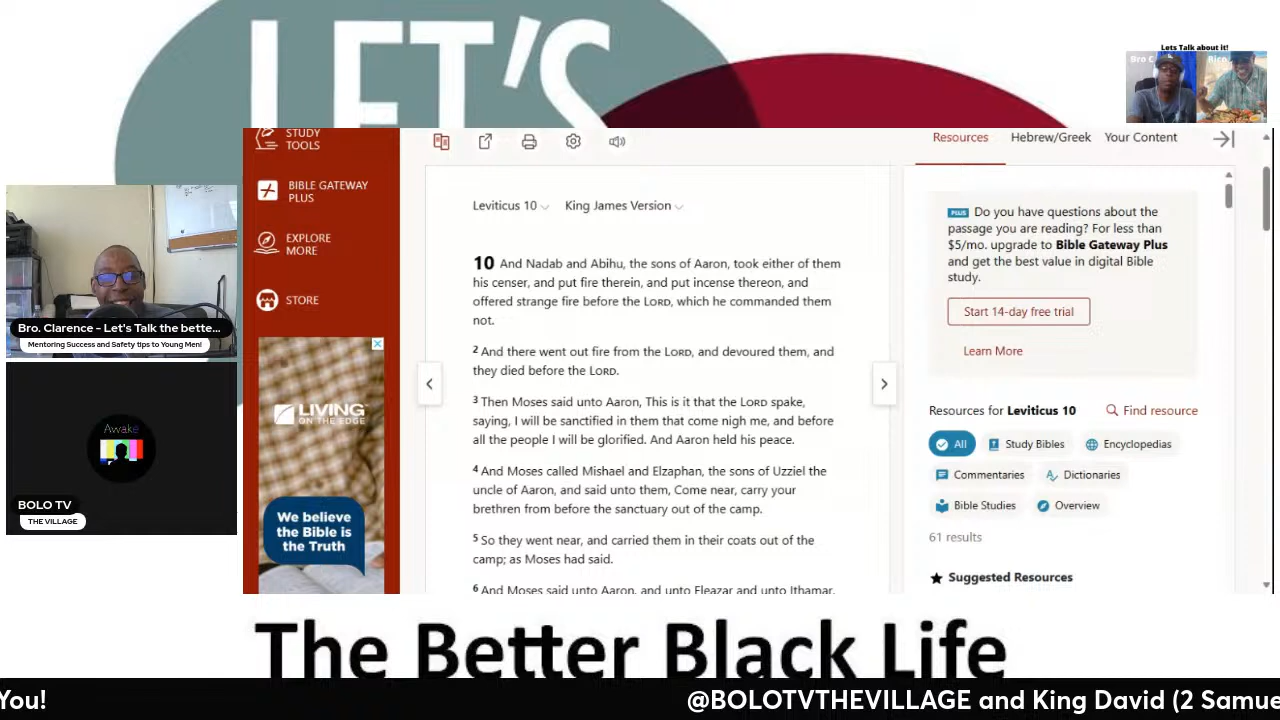 LET'S
Lets Talk about it!
Bro C
Rico
STUDY
TOOLS
BIBLE GATEWAY
PLUS
EXPLORE
MORE
STORE
LIVING
ON THE EDGE
We believe
the Bible is
the Truth
Leviticus 10
King James Version
10 And Nadab and Abihu, the sons of Aaron, took either of them
his censer, and put fire therein, and put incense thereon, and
offered strange fire before the LORD, which he commanded them
not.
2 And there went out fire from the LORD, and devoured them, and
they died before the LORD.
3 Then Moses said unto Aaron, This is it that the LORD spake,
saying, I will be sanctified in them that come nigh me, and before
all the people I will be glorified. And Aaron held his peace.
4 And Moses called Mishael and Elzaphan, the sons of Uzziel the
uncle of Aaron, and said unto them, Come near, carry your
brethren from before the sanctuary out of the camp.
5 So they went near, and carried them in their coats out of the
camp; as Moses had said.
6 And Moses said unto Aaron, and unto Eleazar and unto Ithamar,
Resources
Hebrew/Greek
Your Content
PLUS Do you have questions about the
passage you are reading? For less than
$5/mo. upgrade to Bible Gateway Plus
and get the best value in digital Bible
study.
Start 14-day free trial
Learn More
Resources for Leviticus 10
Find resource
All
Study Bibles
Encyclopedias
Commentaries
Dictionaries
Bible Studies
Overview
61 results
Suggested Resources
Bro. Clarence - Let's Talk the bette...
Mentoring Success and Safety tips to Young Men!
Awake
BOLO TV
THE VILLAGE
The Better Black Life
You!
@BOLOTVTHEVILLAGE and King David (2 Samue